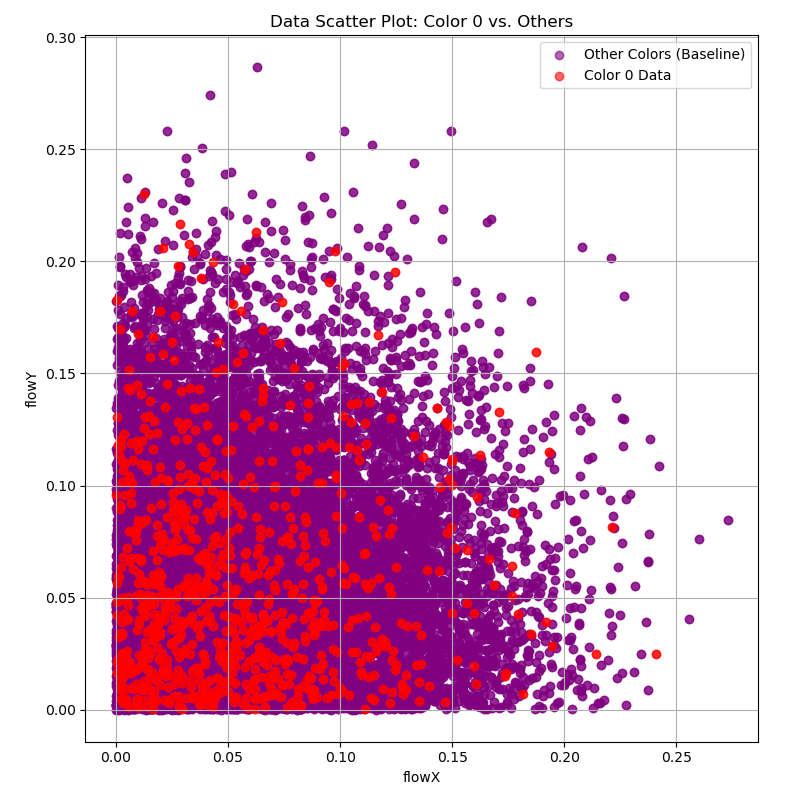 Data Scatter Plot: Color 0 vs. Others
Other Colors (Baseline)
Color 0 Data
flowY
0.30
0.25
0.20
0.15
0.10
0.05
0.00
0.00 0.05 0.10 0.15 0.20 0.25
flowX